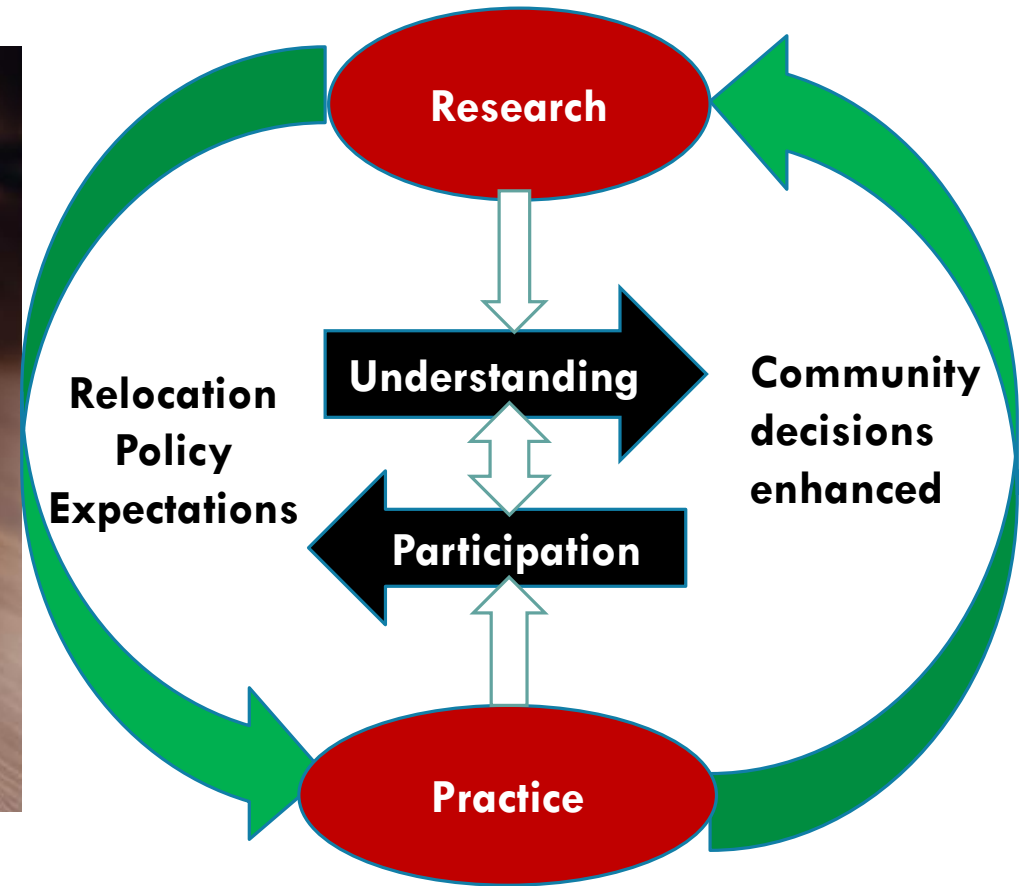 Research
Understanding
Relocation
Policy
Expectations
Community
decisions
enhanced
Participation
Practice